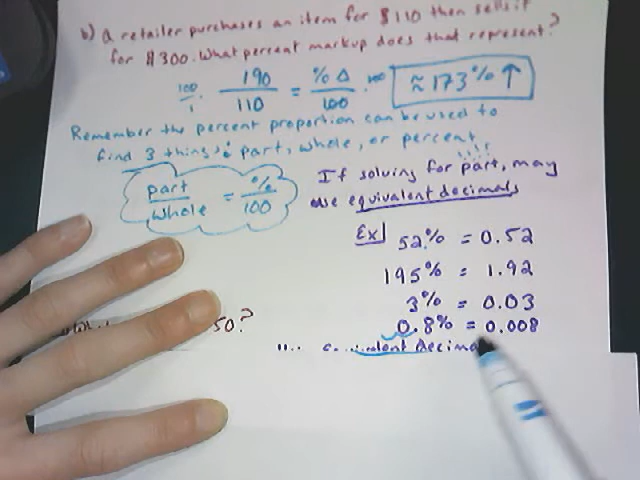 b) A retailer purchases an item for $110 then sells it
for $300. What percent markup does that represent?
100/1 · 190/110 = % Δ/100 · 100 ≈ 173% ↑
Remember the percent proportion can be used to
find 3 things: part, whole, or percent
part/whole = %/100
If solving for part, may
use equivalent decimals
Ex] 52% = 0.52
195% = 1.92
3% = 0.03
0.8% = 0.008
50?